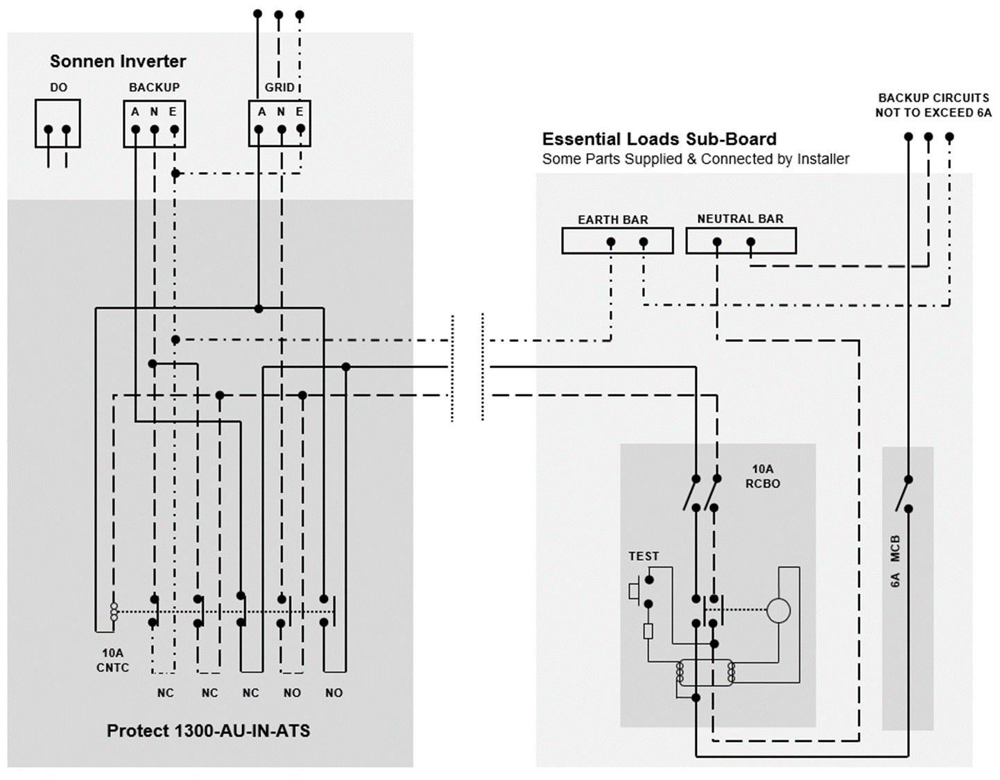 Sonnen Inverter
DO
BACKUP
GRID
A N E
A N E
BACKUP CIRCUITS
NOT TO EXCEED 6A
Essential Loads Sub-Board
Some Parts Supplied & Connected by Installer
EARTH BAR
NEUTRAL BAR
10A
RCBO
TEST
6A MCB
10A
CNTC
NC
NC
NC
NO
NO
Protect 1300-AU-IN-ATS